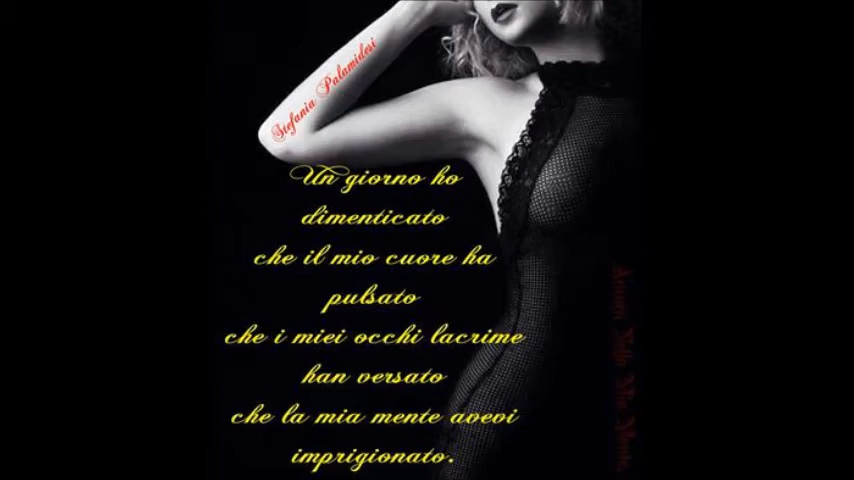 Stefania Palamidesi
Un giorno ho
dimenticato
che il mio cuore ha
pulsato
che i miei occhi lacrime
han versato
che la mia mente avevi
imprigionato.